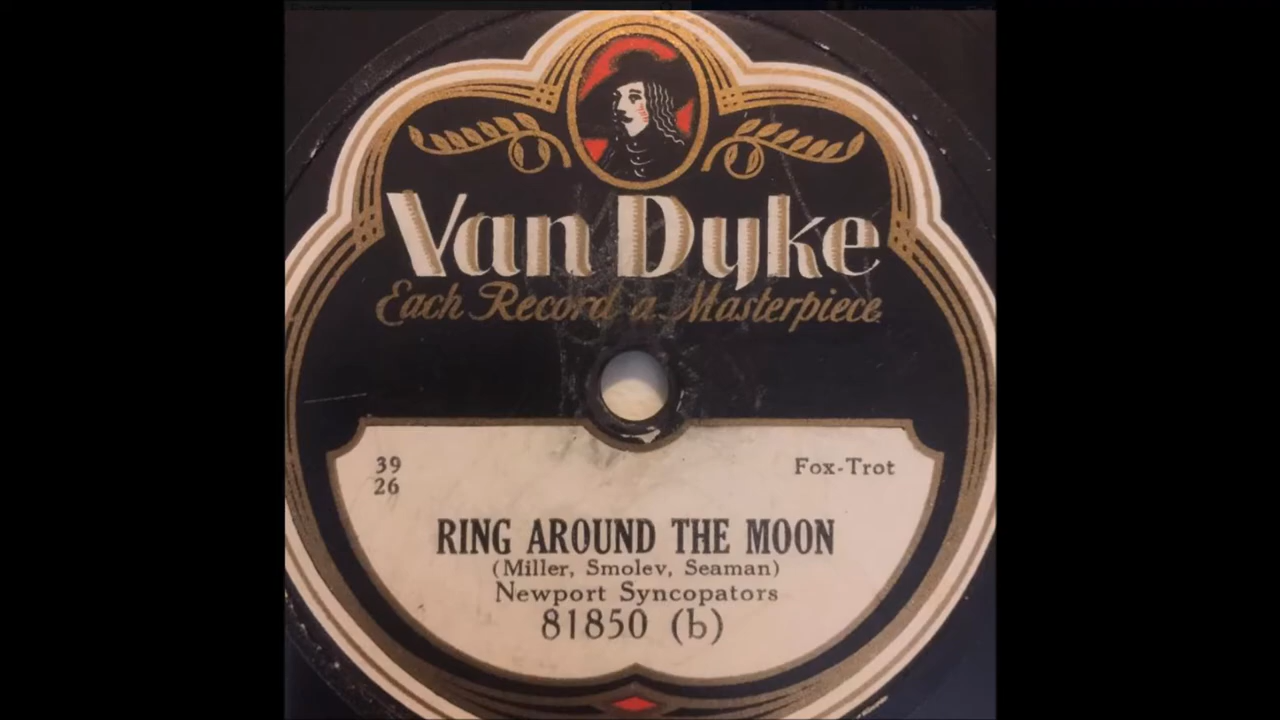 Van Dyke
Each Record a Masterpiece
39
26
Fox-Trot
RING AROUND THE MOON
(Miller, Smolev, Seaman)
Newport Syncopators
81850 (b)